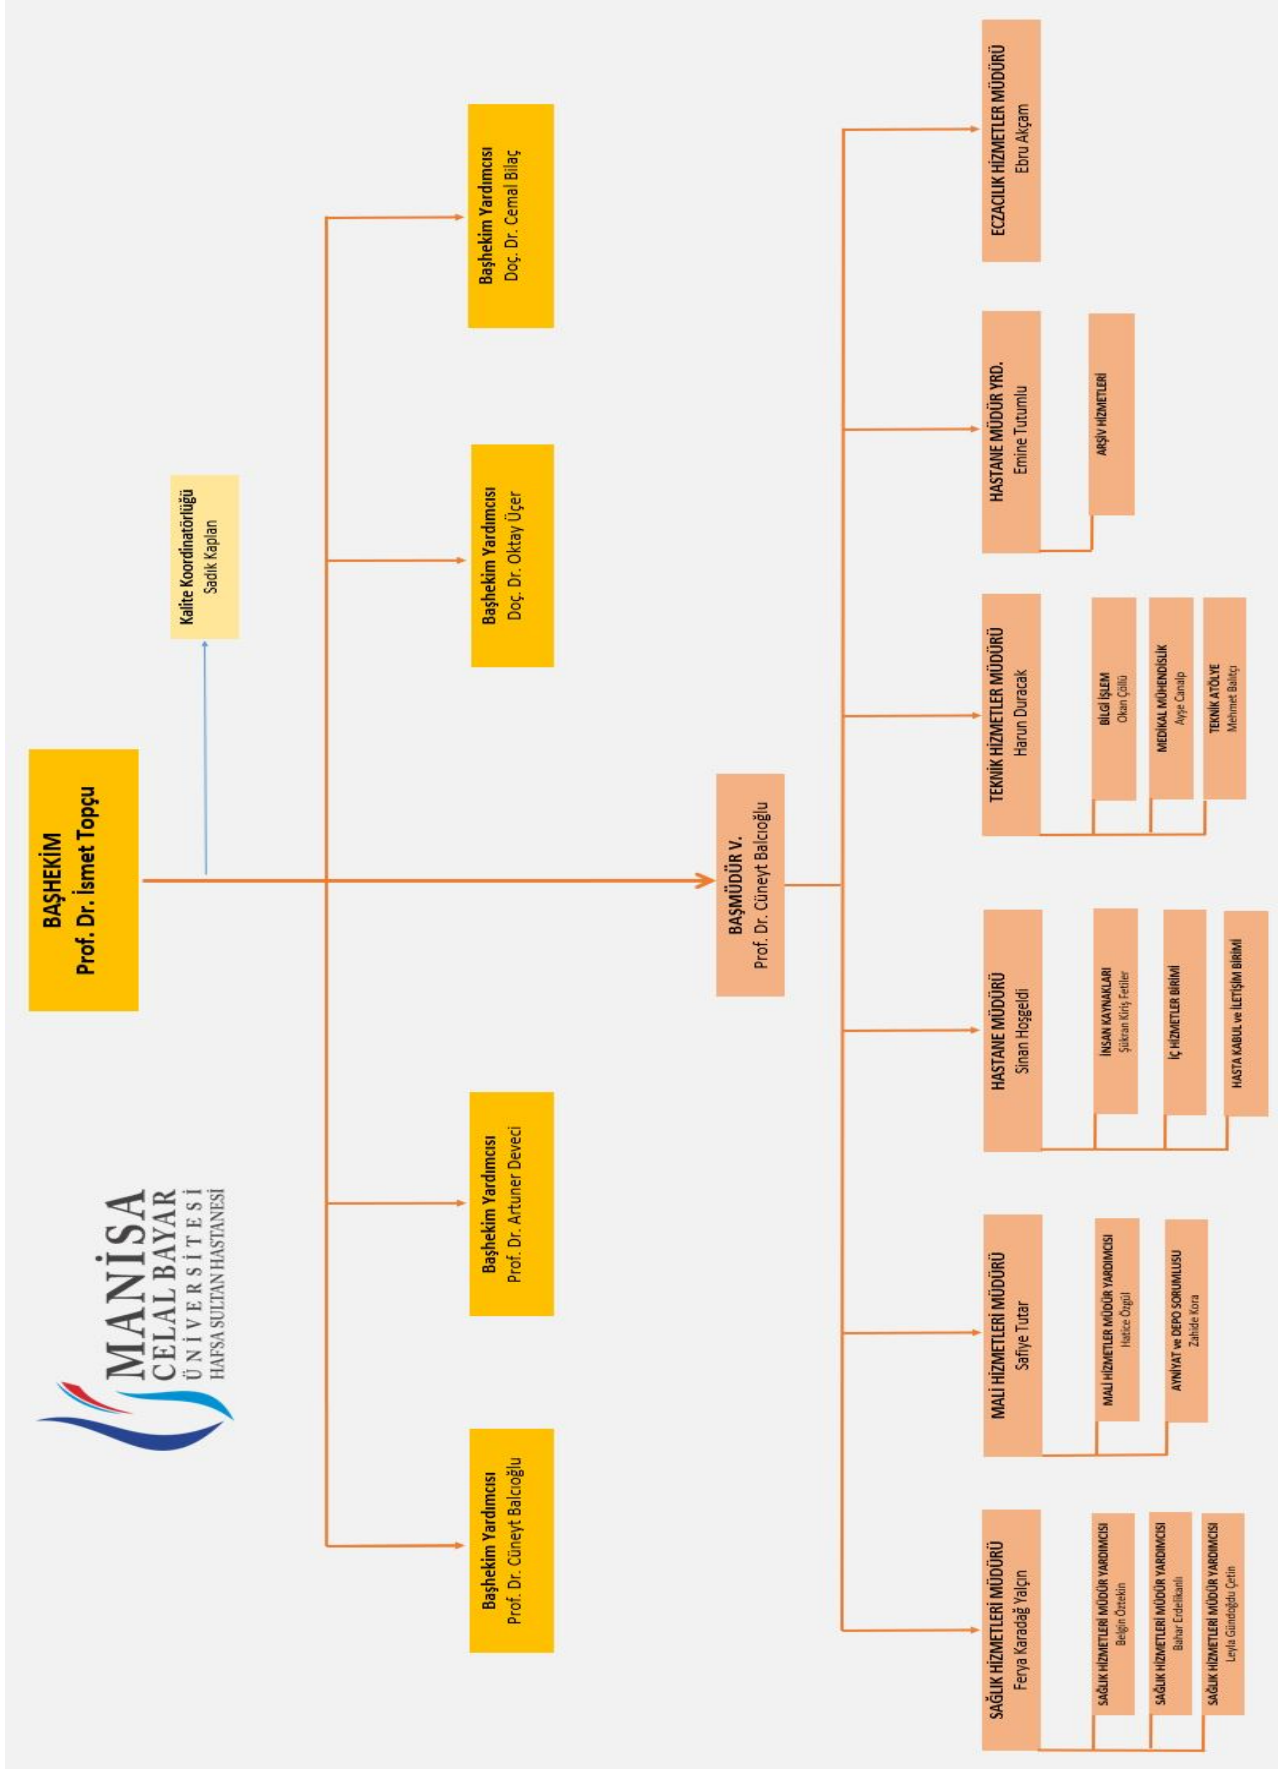 MANİSA
CELAL BAYAR
ÜNİVERSİTESİ
HAFSA SULTAN HASTANESİ
BAŞHEKİM
Prof. Dr. İsmet Topçu
Kalite Koordinatörlüğü
Sadık Kaplan
Başhekim Yardımcısı
Prof. Dr. Cüneyt Balcıoğlu
Başhekim Yardımcısı
Prof. Dr. Artuner Deveci
Başhekim Yardımcısı
Doç. Dr. Oktay Üçer
Başhekim Yardımcısı
Doç. Dr. Cemal Bilaç
BAŞMÜDÜR V.
Prof. Dr. Cüneyt Balcıoğlu
SAĞLIK HİZMETLERİ MÜDÜRÜ
Ferya Karadağ Yalçın
SAĞLIK HİZMETLERİ MÜDÜR YARDIMCISI
Belgin Öztekin
SAĞLIK HİZMETLERİ MÜDÜR YARDIMCISI
Bahar Erdelikanlı
SAĞLIK HİZMETLERİ MÜDÜR YARDIMCISI
Leyla Gündoğdu Çetin
MALİ HİZMETLERİ MÜDÜRÜ
Safiye Tutar
MALİ HİZMETLER MÜDÜR YARDIMCISI
Hatice Özgül
AYNİYAT ve DEPO SORUMLUSU
Zahide Kora
HASTANE MÜDÜRÜ
Sinan Hoşgeldi
İNSAN KAYNAKLARI
Şükran Kiriş Fetiler
İÇ HİZMETLER BİRİMİ
HASTA KABUL ve İLETİŞİM BİRİMİ
TEKNİK HİZMETLER MÜDÜRÜ
Harun Duracak
BİLGİ İŞLEM
Okan Çöllü
MEDİKAL MÜHENDİSLİK
Ayşe Canalp
TEKNİK ATÖLYE
Mehmet Balıtçı
HASTANE MÜDÜR YRD.
Emine Tutumlu
ARŞİV HİZMETLERİ
ECZACILIK HİZMETLER MÜDÜRÜ
Ebru Akçam